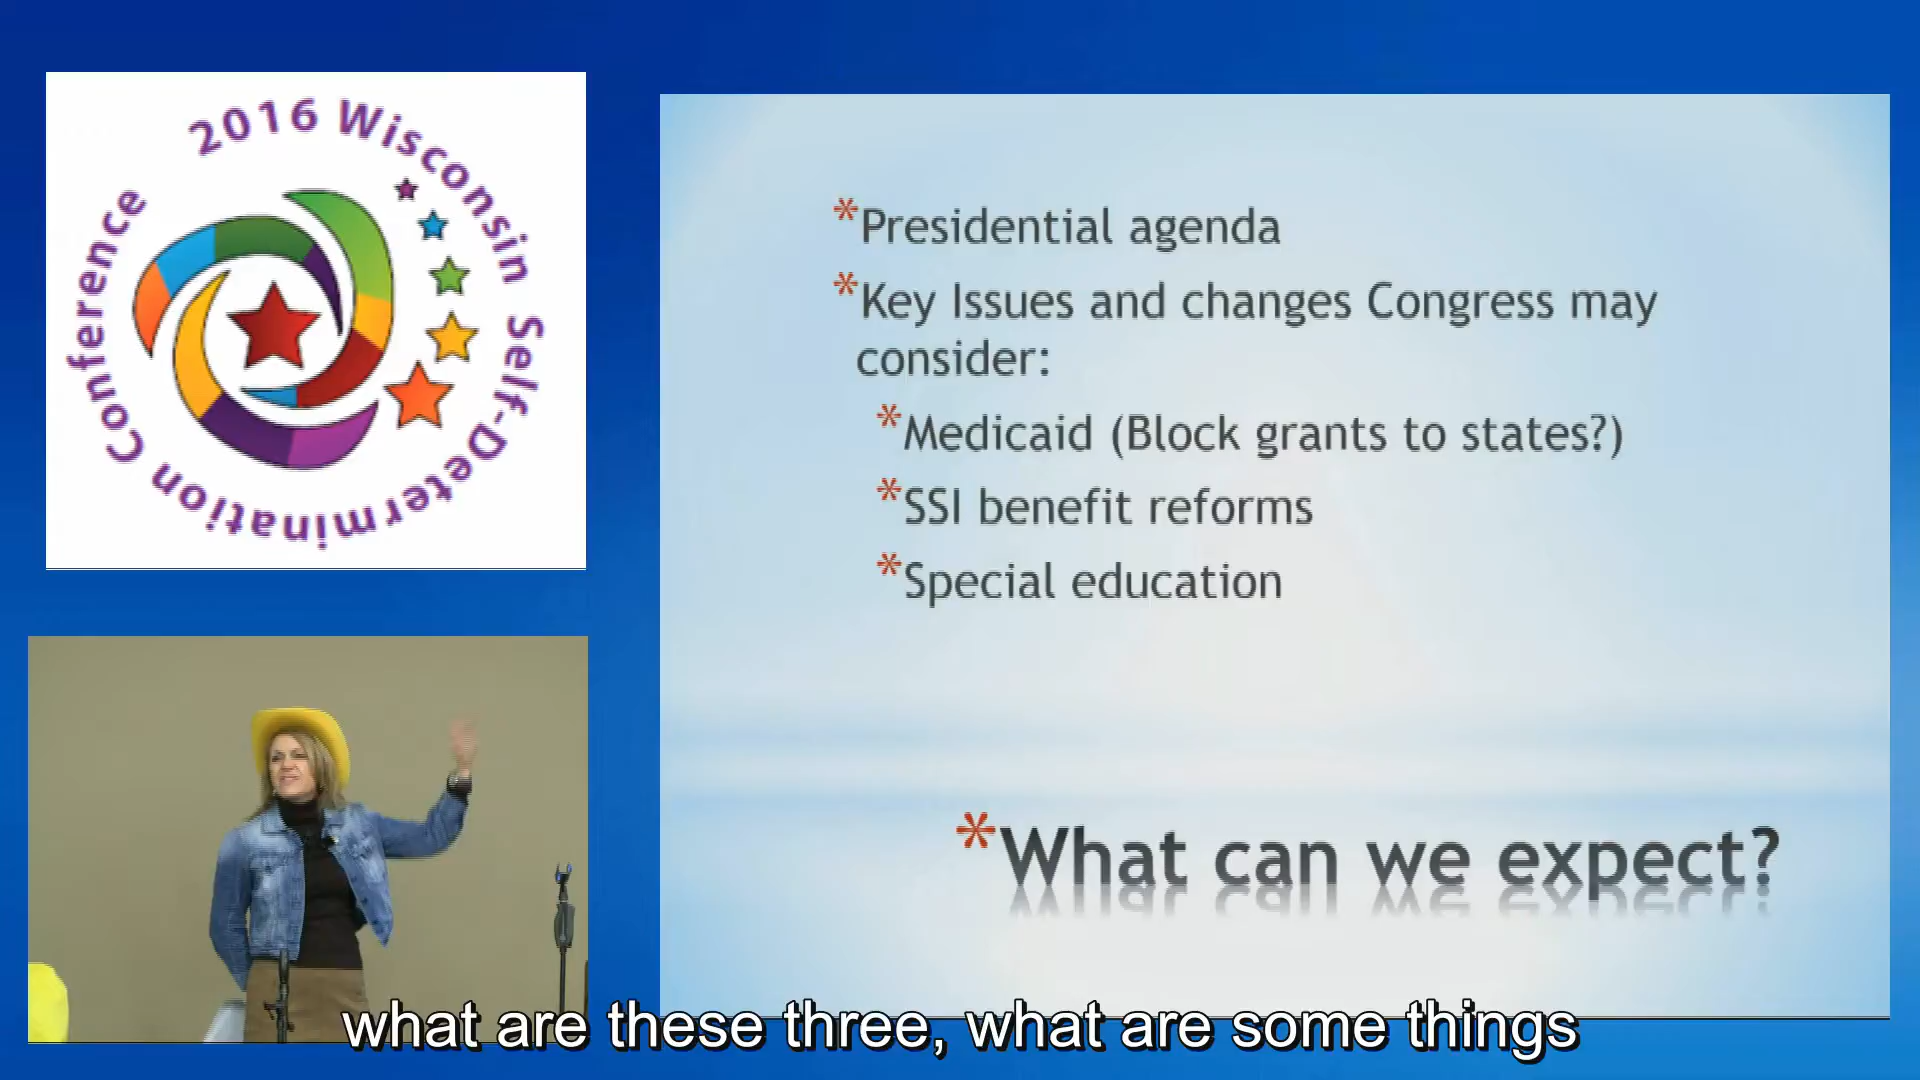 2016 Wisconsin Self-Determination Conference
*Presidential agenda
*Key Issues and changes Congress may
consider:
*Medicaid (Block grants to states?)
*SSI benefit reforms
*Special education
*What can we expect?
what are these three, what are some things